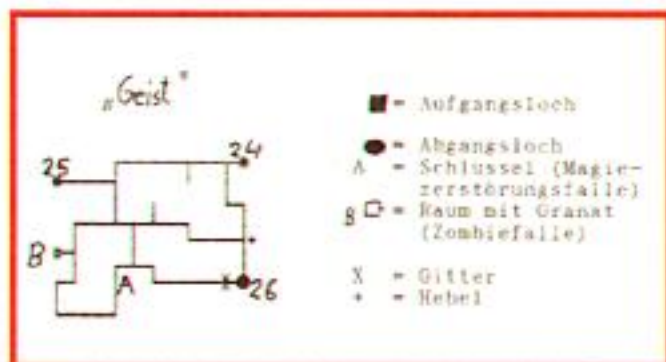 „Geist"
24
25
B
A
X 26
+
■ = Aufgangsloch
● = Abgangsloch
A = Schlüssel (Magie-
zerstörungsfalle)
B = Raum mit Granat
(Zombiefalle)
X = Gitter
+ = Hebel